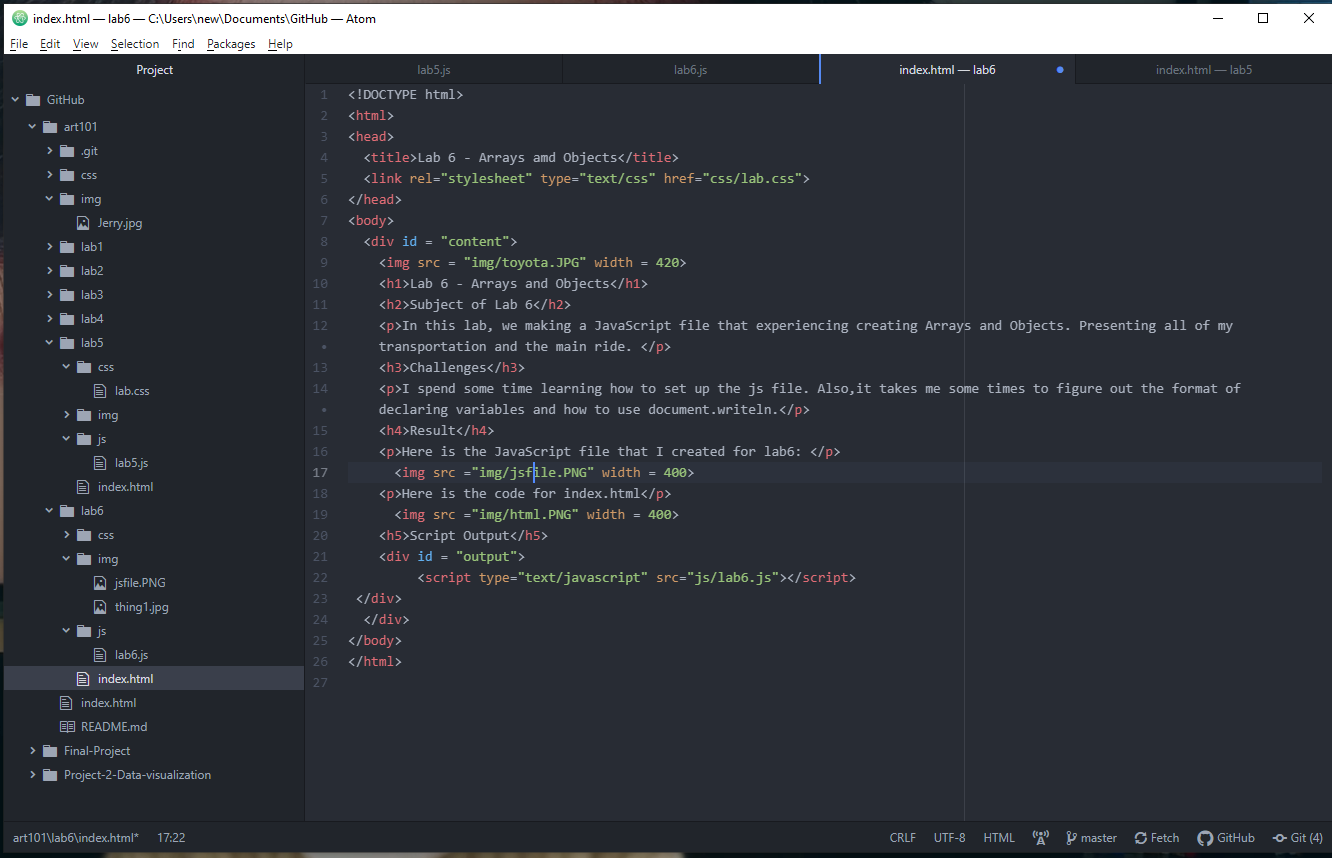 index.html — lab6 — C:\Users\new\Documents\GitHub — Atom
File Edit View Selection Find Packages Help
Project
GitHub
art101
.git
css
img
Jerry.jpg
lab1
lab2
lab3
lab4
lab5
css
lab.css
img
js
lab5.js
index.html
lab6
css
img
jsfile.PNG
thing1.jpg
js
lab6.js
index.html
index.html
README.md
Final-Project
Project-2-Data-visualization
lab5.js lab6.js index.html — lab6 index.html — lab5
1 <!DOCTYPE html>
2 <html>
3 <head>
4 <title>Lab 6 - Arrays amd Objects</title>
5 <link rel="stylesheet" type="text/css" href="css/lab.css">
6 </head>
7 <body>
8 <div id = "content">
9 <img src = "img/toyota.JPG" width = 420>
10 <h1>Lab 6 - Arrays and Objects</h1>
11 <h2>Subject of Lab 6</h2>
12 <p>In this lab, we making a JavaScript file that experiencing creating Arrays and Objects. Presenting all of my
• transportation and the main ride. </p>
13 <h3>Challenges</h3>
14 <p>I spend some time learning how to set up the js file. Also,it takes me some times to figure out the format of
• declaring variables and how to use document.writeln.</p>
15 <h4>Result</h4>
16 <p>Here is the JavaScript file that I created for lab6: </p>
17 <img src ="img/jsfile.PNG" width = 400>
18 <p>Here is the code for index.html</p>
19 <img src ="img/html.PNG" width = 400>
20 <h5>Script Output</h5>
21 <div id = "output">
22 <script type="text/javascript" src="js/lab6.js"></script>
23 </div>
24 </div>
25 </body>
26 </html>
27
art101\lab6\index.html* 17:22 CRLF UTF-8 HTML master Fetch GitHub Git (4)